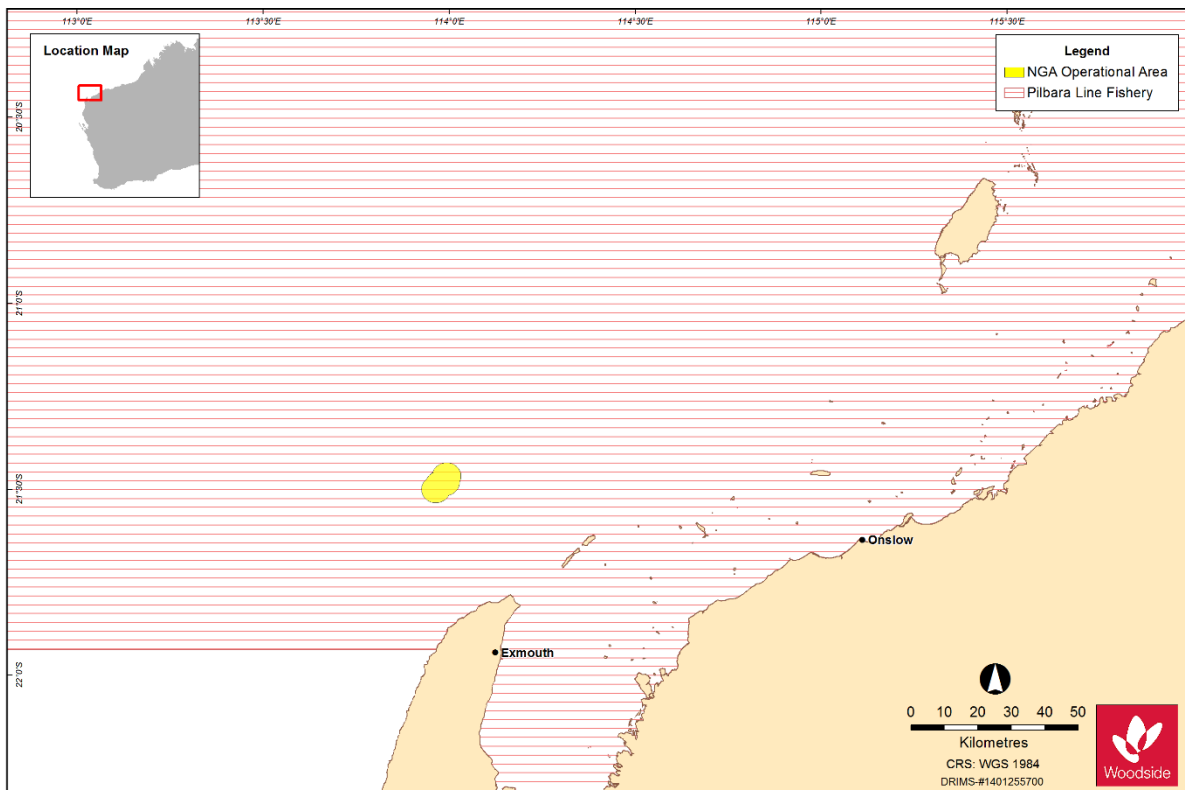 113°0'E
113°30'E
114°0'E
114°30'E
115°0'E
115°30'E
Location Map
Legend
NGA Operational Area
Pilbara Line Fishery
20°30'S
21°0'S
21°30'S
22°0'S
Onslow
Exmouth
0 10 20 30 40 50
Kilometres
CRS: WGS 1984
DRIMS-#1401255700
Woodside